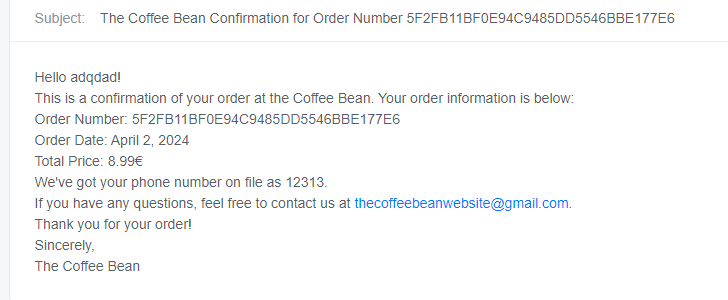 Subject: The Coffee Bean Confirmation for Order Number 5F2FB11BF0E94C9485DD5546BBE177E6
Hello adqdad!
This is a confirmation of your order at the Coffee Bean. Your order information is below:
Order Number: 5F2FB11BF0E94C9485DD5546BBE177E6
Order Date: April 2, 2024
Total Price: 8.99€
We've got your phone number on file as 12313.
If you have any questions, feel free to contact us at thecoffeebeanwebsite@gmail.com.
Thank you for your order!
Sincerely,
The Coffee Bean